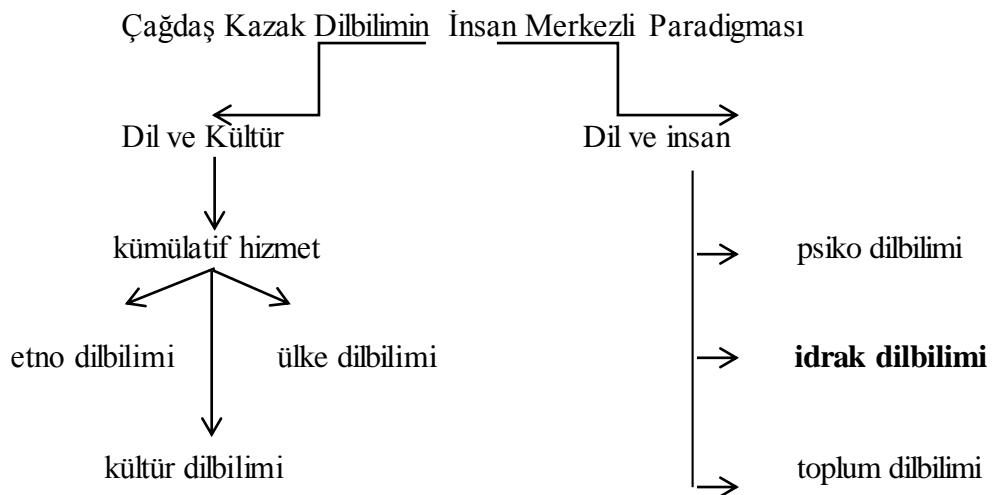 Çağdaş Kazak Dilbilimin İnsan Merkezli Paradigması
Dil ve Kültür
Dil ve insan
kümülatif hizmet
psiko dilbilimi
etno dilbilimi
ülke dilbilimi
idrak dilbilimi
kültür dilbilimi
toplum dilbilimi